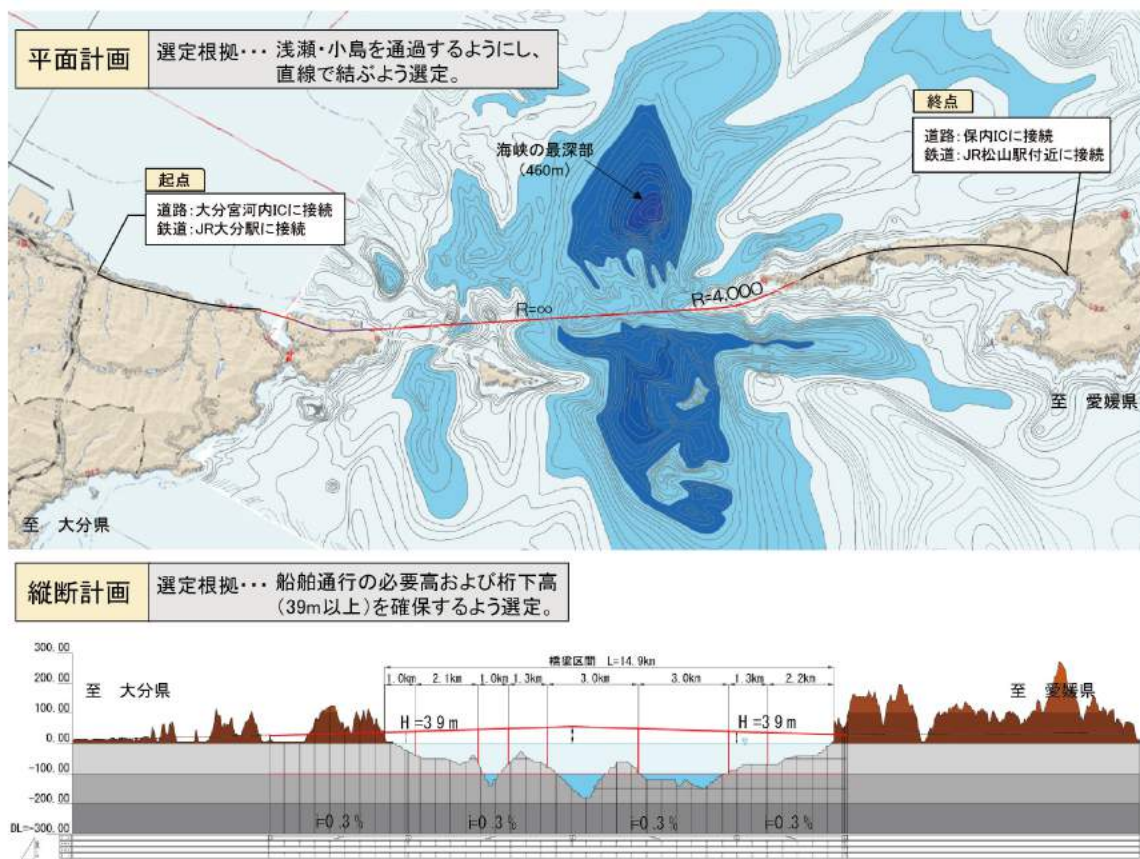 平面計画
選定根拠・・・ 浅瀬・小島を通過するようにし、
直線で結ぶよう選定。
終点
道路：保内ICに接続
鉄道：JR松山駅付近に接続
海峡の最深部
（460m）
起点
道路：大分宮河内ICに接続
鉄道：JR大分駅に接続
R=∞
R=4,000
至 愛媛県
至 大分県
縦断計画
選定根拠・・・ 船舶通行の必要高および桁下高
（39m以上）を確保するよう選定。
橋梁区間 L=14.9km
1.0km 2.1km 1.0km 1.3km 3.0km 3.0km 1.3km 2.2km
至 大分県
至 愛媛県
H=39m
H=39m
300.00
200.00
100.00
0.00
-100.00
-200.00
DL=-300.00
i=0.3% i=0.3% i=0.3% i=0.3%